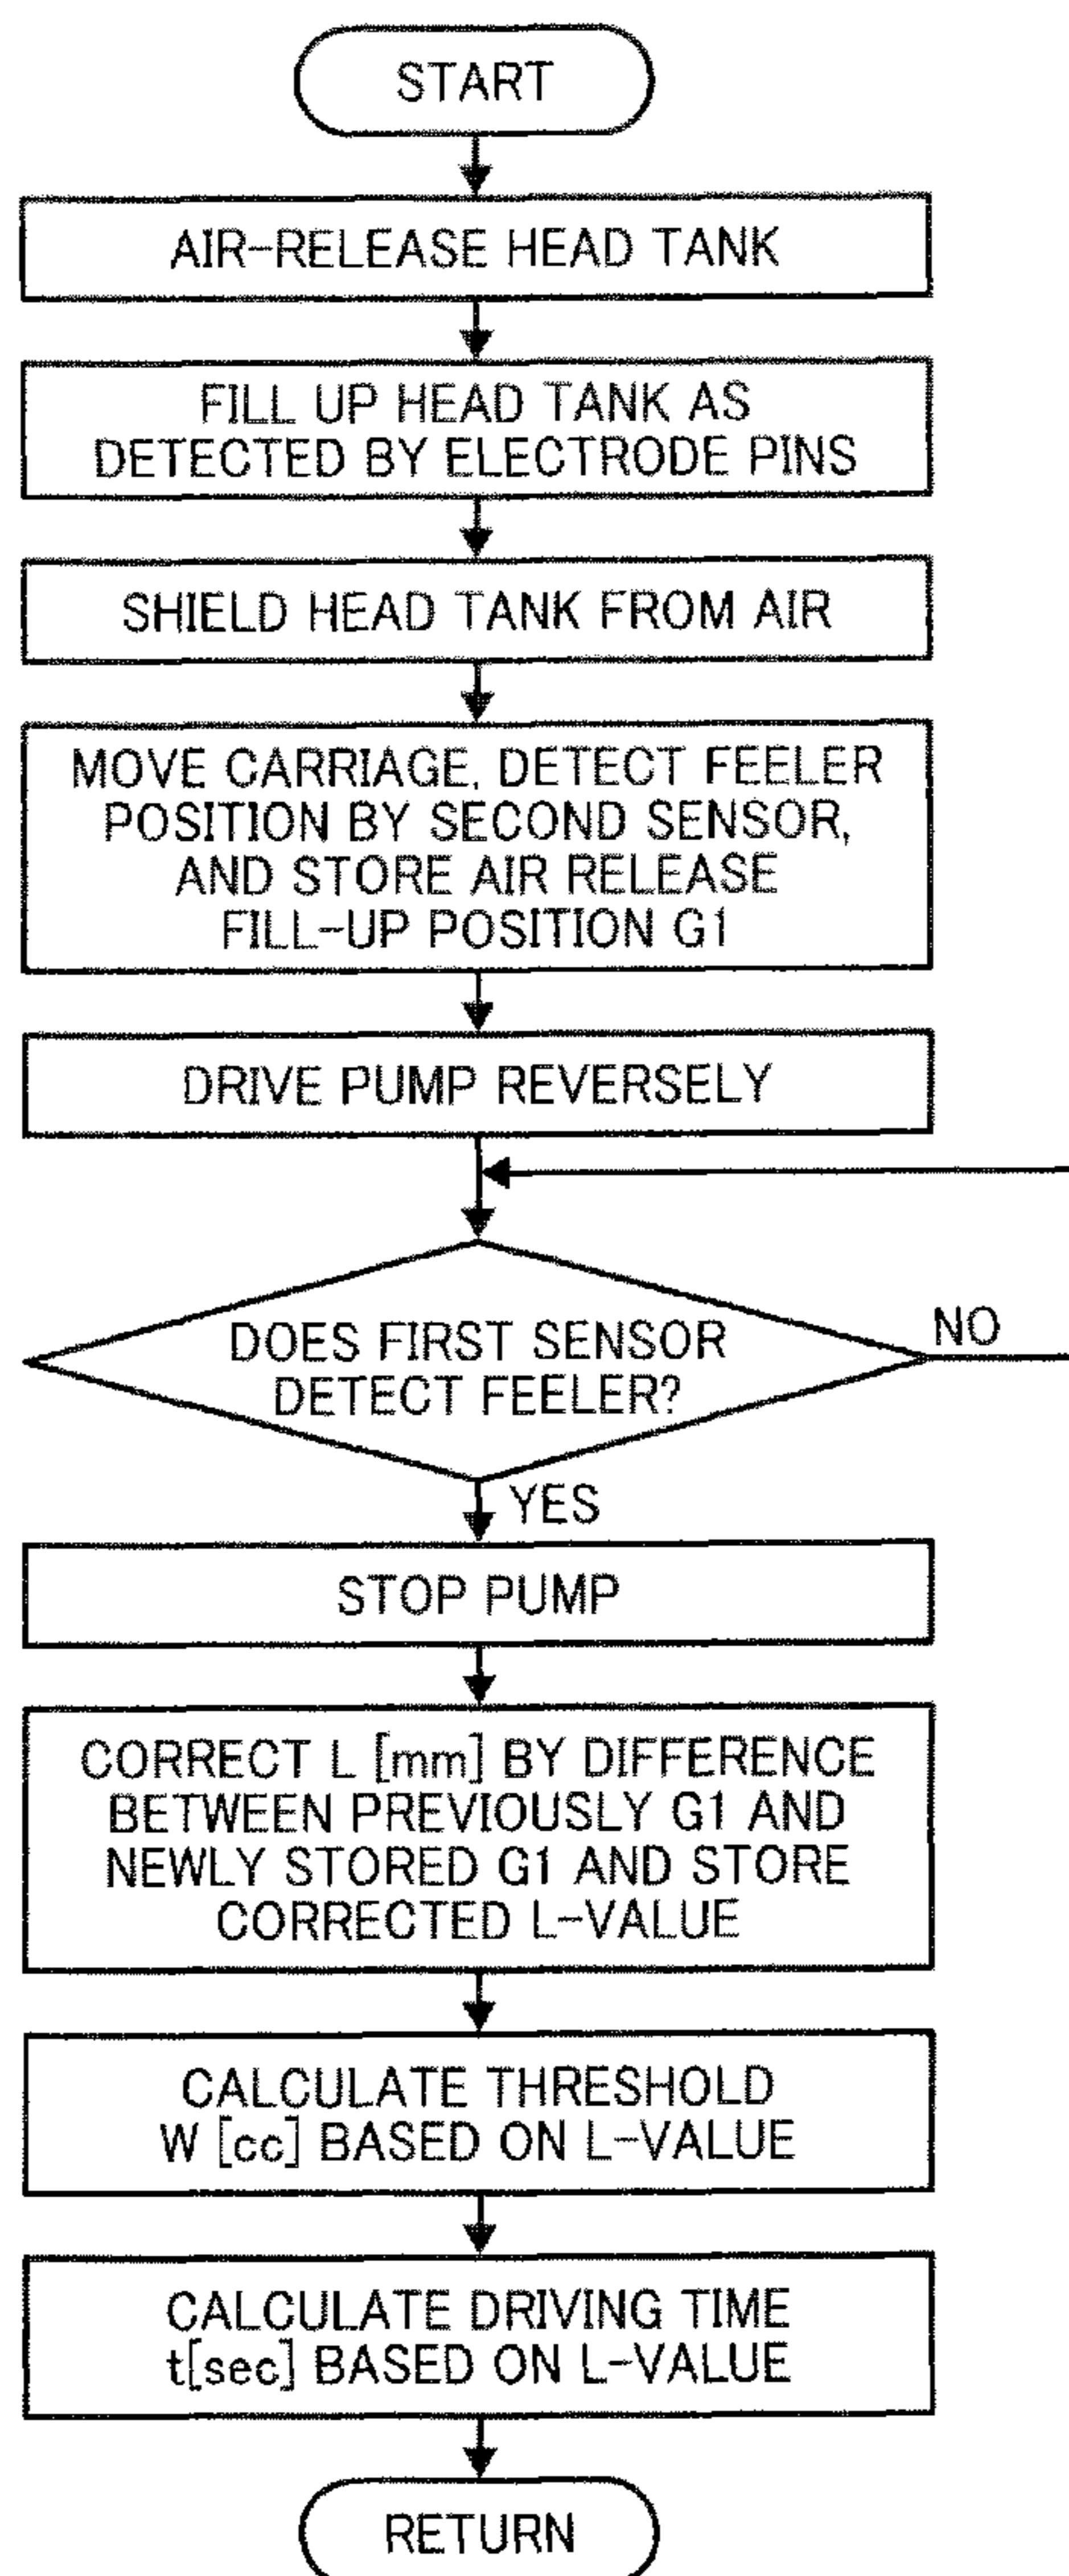 START
AIR-RELEASE HEAD TANK
FILL UP HEAD TANK AS
DETECTED BY ELECTRODE PINS
SHIELD HEAD TANK FROM AIR
MOVE CARRIAGE, DETECT FEELER
POSITION BY SECOND SENSOR,
AND STORE AIR RELEASE
FILL-UP POSITION G1
DRIVE PUMP REVERSELY
DOES FIRST SENSOR
DETECT FEELER?
NO
YES
STOP PUMP
CORRECT L [mm] BY DIFFERENCE
BETWEEN PREVIOUSLY G1 AND
NEWLY STORED G1 AND STORE
CORRECTED L-VALUE
CALCULATE THRESHOLD
W [cc] BASED ON L-VALUE
CALCULATE DRIVING TIME
t[sec] BASED ON L-VALUE
RETURN